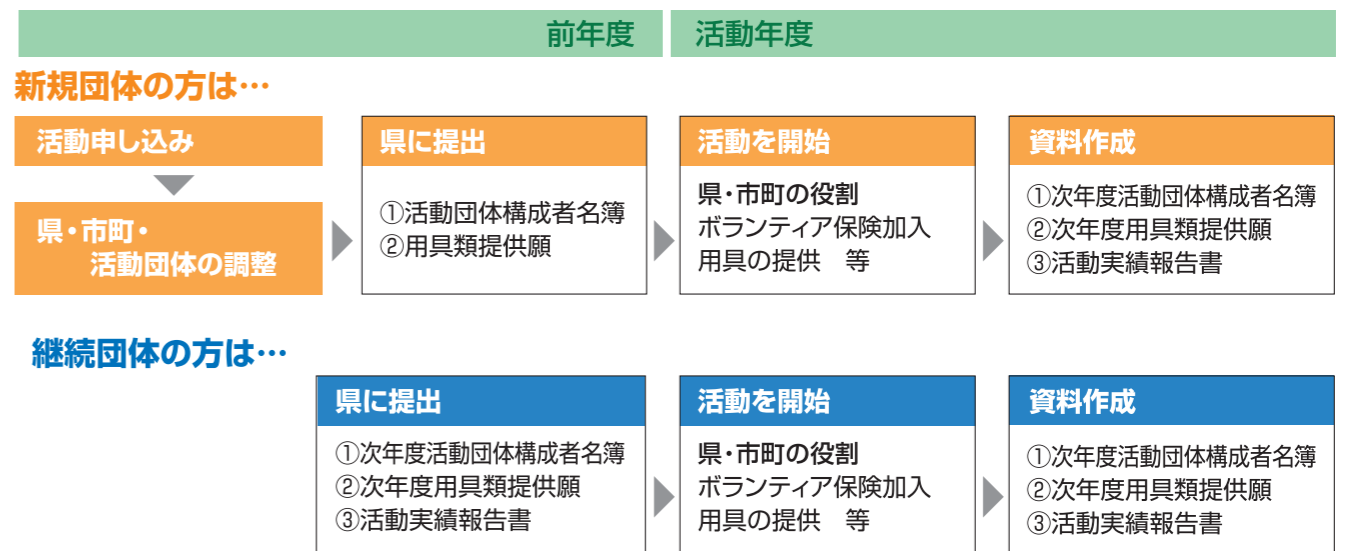 前年度
活動年度
新規団体の方は…
活動申し込み
県・市町・
活動団体の調整
県に提出
①活動団体構成者名簿
②用具類提供願
活動を開始
県・市町の役割
ボランティア保険加入
用具の提供　等
資料作成
①次年度活動団体構成者名簿
②次年度用具類提供願
③活動実績報告書
継続団体の方は…
県に提出
①次年度活動団体構成者名簿
②次年度用具類提供願
③活動実績報告書
活動を開始
県・市町の役割
ボランティア保険加入
用具の提供　等
資料作成
①次年度活動団体構成者名簿
②次年度用具類提供願
③活動実績報告書